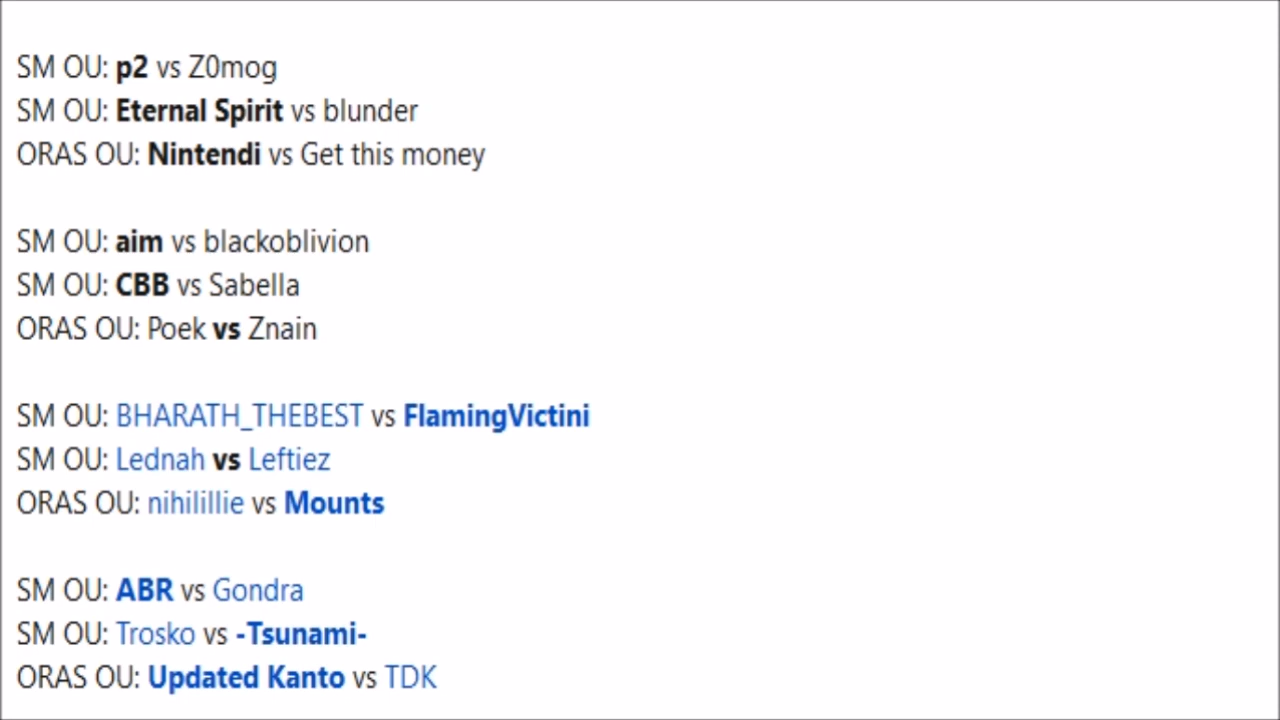 SM OU: p2 vs Z0mog
SM OU: Eternal Spirit vs blunder
ORAS OU: Nintendi vs Get this money
SM OU: aim vs blackoblivion
SM OU: CBB vs Sabella
ORAS OU: Poek vs Znain
SM OU: BHARATH_THEBEST vs FlamingVictini
SM OU: Lednah vs Leftiez
ORAS OU: nihilillie vs Mounts
SM OU: ABR vs Gondra
SM OU: Trosko vs -Tsunami-
ORAS OU: Updated Kanto vs TDK